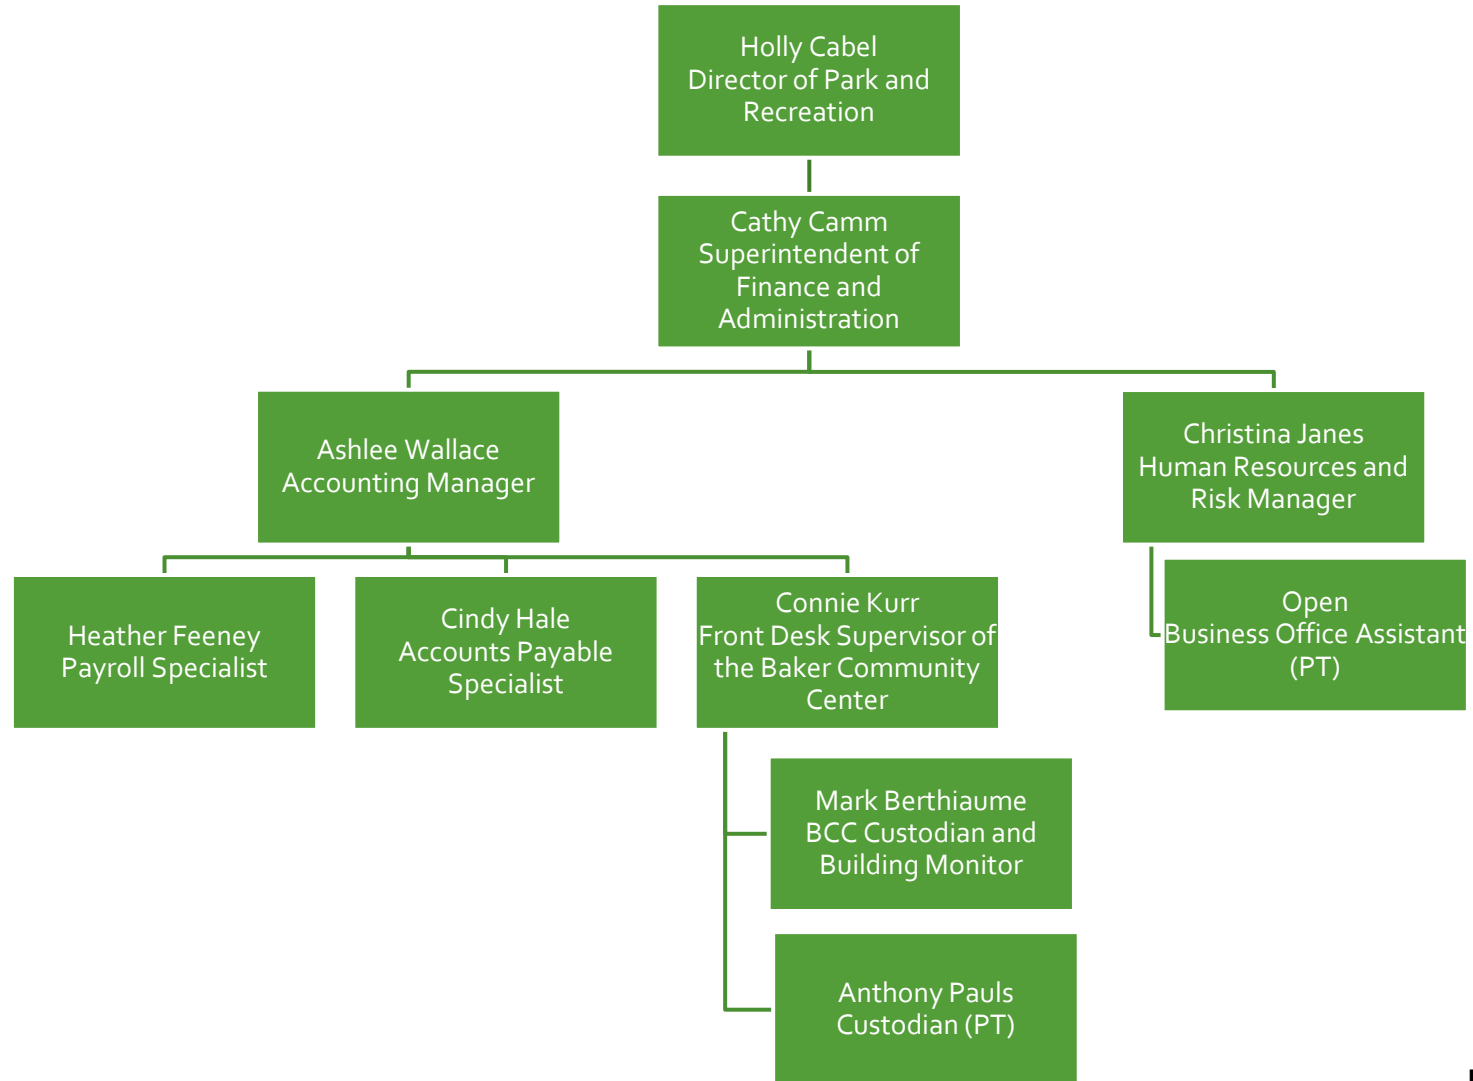 Holly Cabel
Director of Park and
Recreation
Cathy Camm
Superintendent of
Finance and
Administration
Ashlee Wallace
Accounting Manager
Christina Janes
Human Resources and
Risk Manager
Heather Feeney
Payroll Specialist
Cindy Hale
Accounts Payable
Specialist
Connie Kurr
Front Desk Supervisor of
the Baker Community
Center
Open
Business Office Assistant
(PT)
Mark Berthiaume
BCC Custodian and
Building Monitor
Anthony Pauls
Custodian (PT)